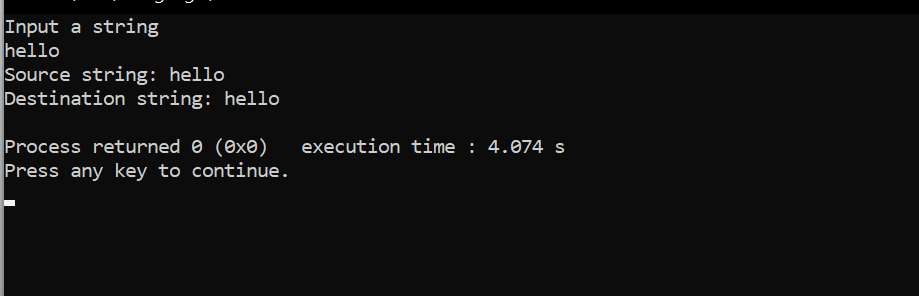 Input a string
hello
Source string: hello
Destination string: hello
Process returned 0 (0x0)   execution time : 4.074 s
Press any key to continue.